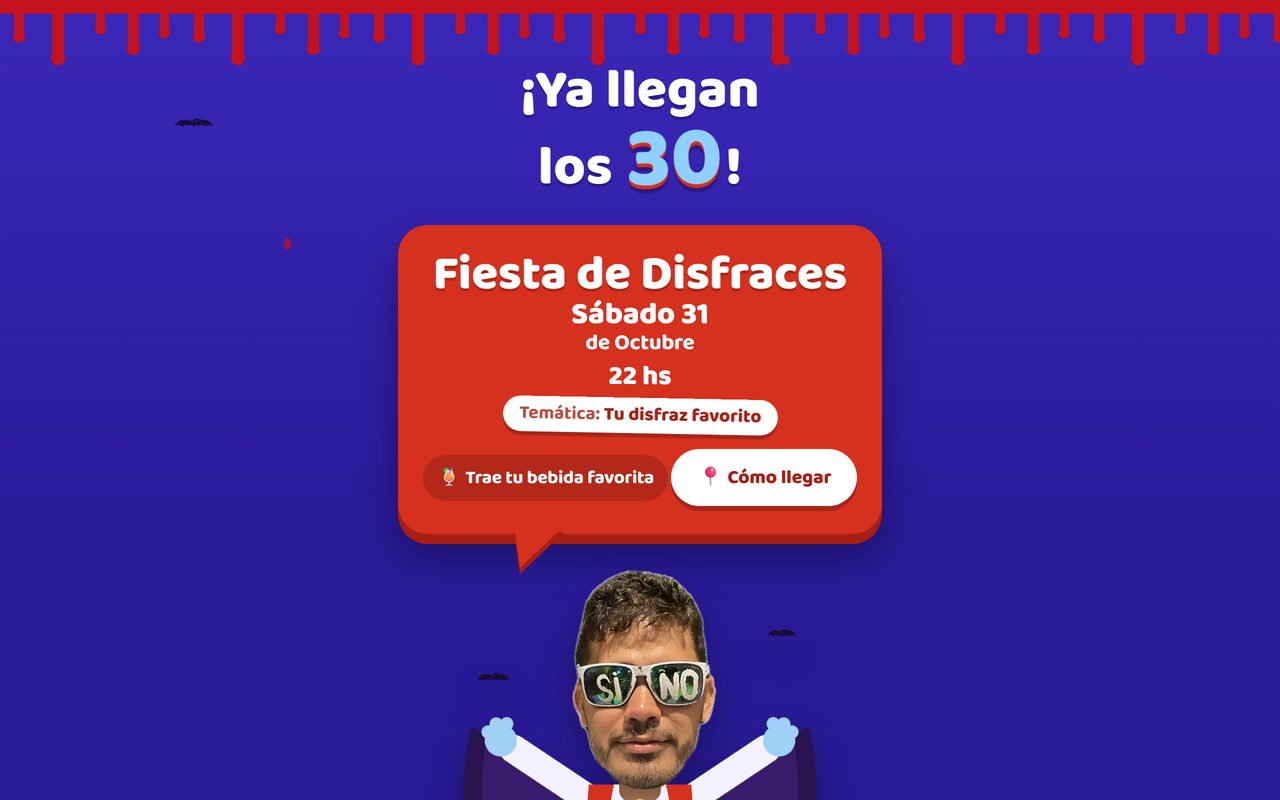 ¡Ya llegan
los 30!
Fiesta de Disfraces
Sábado 31
de Octubre
22 hs
Temática: Tu disfraz favorito
Trae tu bebida favorita
Cómo llegar
SI NO